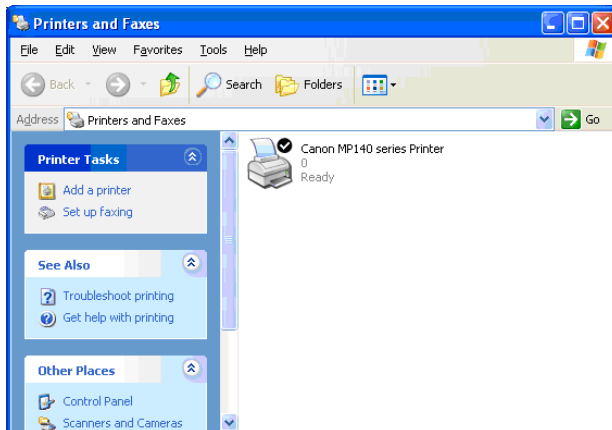 Printers and Faxes
File Edit View Favorites Tools Help
Back Search Folders
Address Printers and Faxes Go
Printer Tasks
Add a printer
Set up faxing
See Also
Troubleshoot printing
Get help with printing
Other Places
Control Panel
Scanners and Cameras
Canon MP140 series Printer
0
Ready